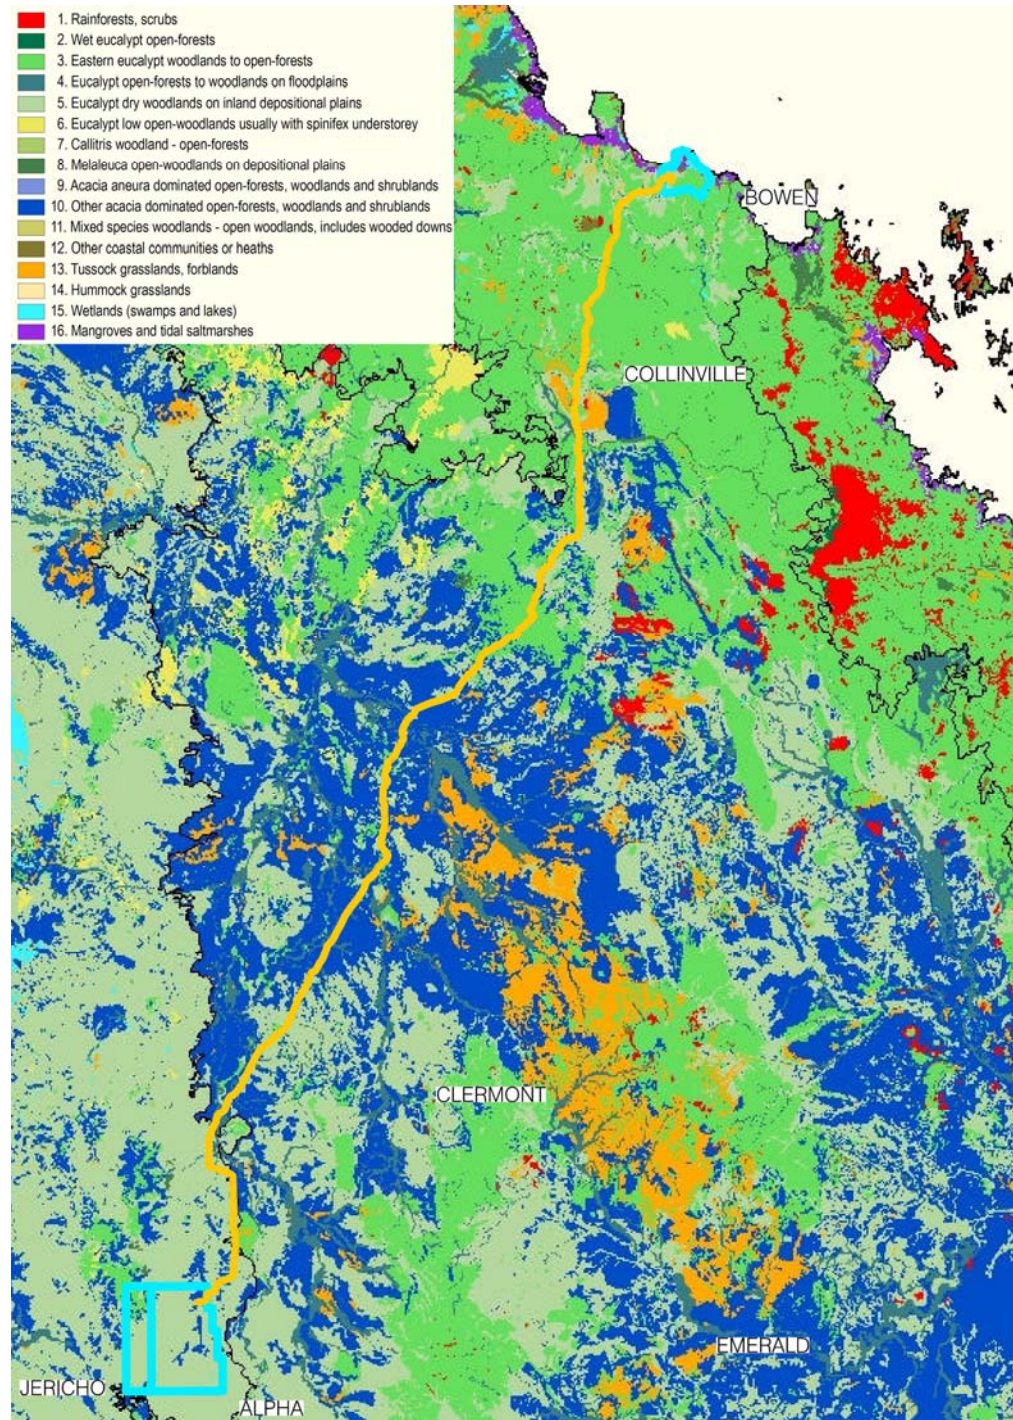 1. Rainforests, scrubs
2. Wet eucalypt open-forests
3. Eastern eucalypt woodlands to open-forests
4. Eucalypt open-forests to woodlands on floodplains
5. Eucalypt dry woodlands on inland depositional plains
6. Eucalypt low open-woodlands usually with spinifex understorey
7. Callitris woodland - open-forests
8. Melaleuca open-woodlands on depositional plains
9. Acacia aneura dominated open-forests, woodlands and shrublands
10. Other acacia dominated open-forests, woodlands and shrublands
11. Mixed species woodlands - open woodlands, includes wooded downs
12. Other coastal communities or heaths
13. Tussock grasslands, forblands
14. Hummock grasslands
15. Wetlands (swamps and lakes)
16. Mangroves and tidal saltmarshes
BOWEN
COLLINVILLE
CLERMONT
EMERALD
JERICHO
ALPHA